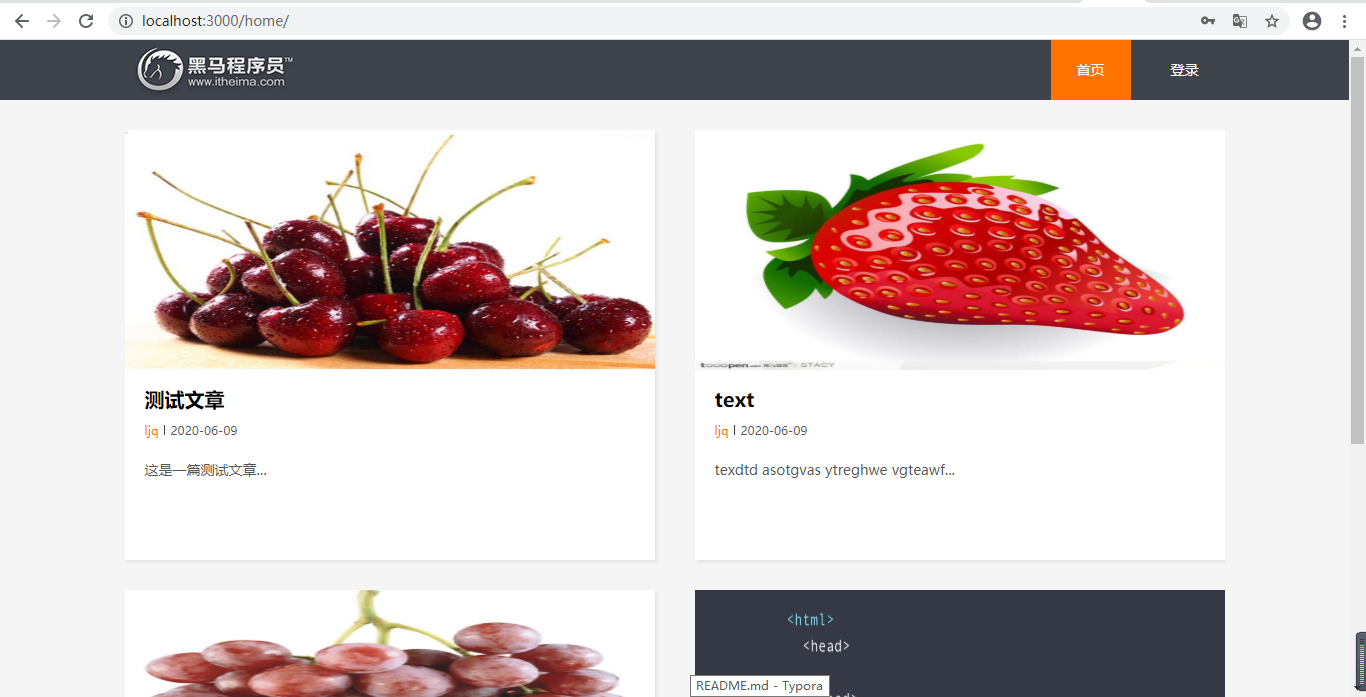 localhost:3000/home/
黑马程序员™
www.itheima.com
首页
登录
测试文章
ljq | 2020-06-09
这是一篇测试文章...
STACY
text
ljq | 2020-06-09
texdtd asotgvas ytreghwe vgteawf...
<html>
<head>
README.md - Typora